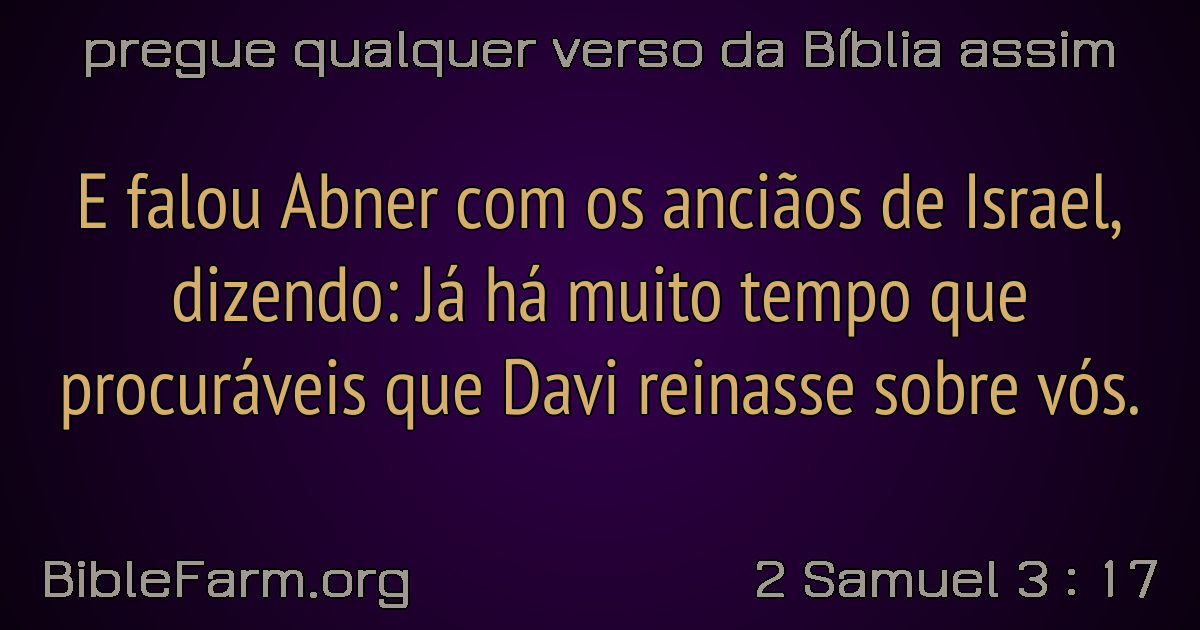 pregue qualquer verso da Bíblia assim
E falou Abner com os anciãos de Israel,
dizendo: Já há muito tempo que
procuráveis que Davi reinasse sobre vós.
BibleFarm.org
2 Samuel 3 : 17